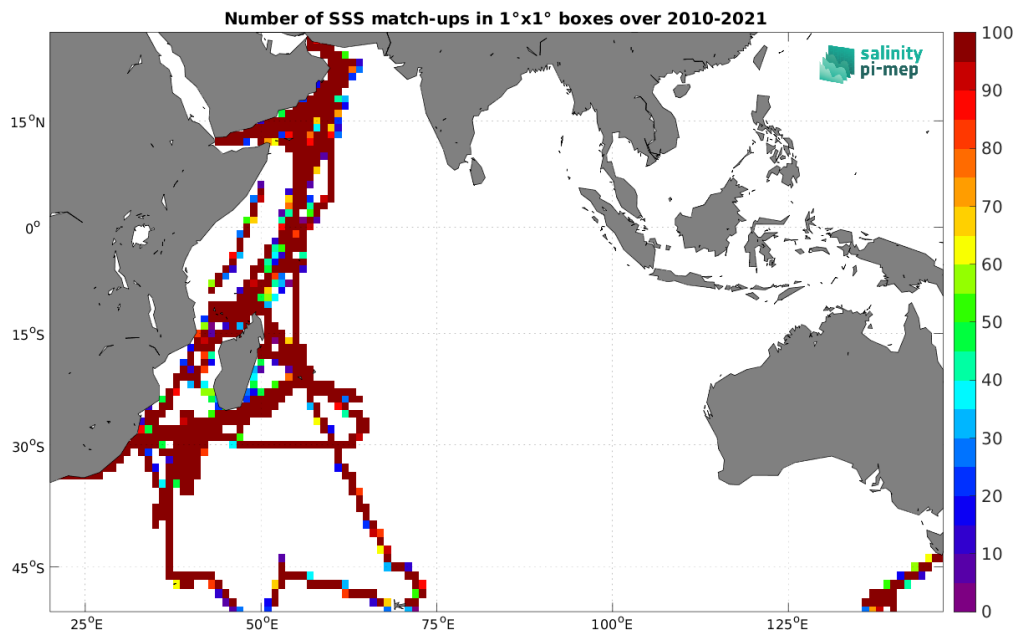 Number of SSS match-ups in 1°x1° boxes over 2010-2021
salinity
pi-mep
15°N
0°
15°S
30°S
45°S
25°E
50°E
75°E
100°E
125°E
100
90
80
70
60
50
40
30
20
10
0